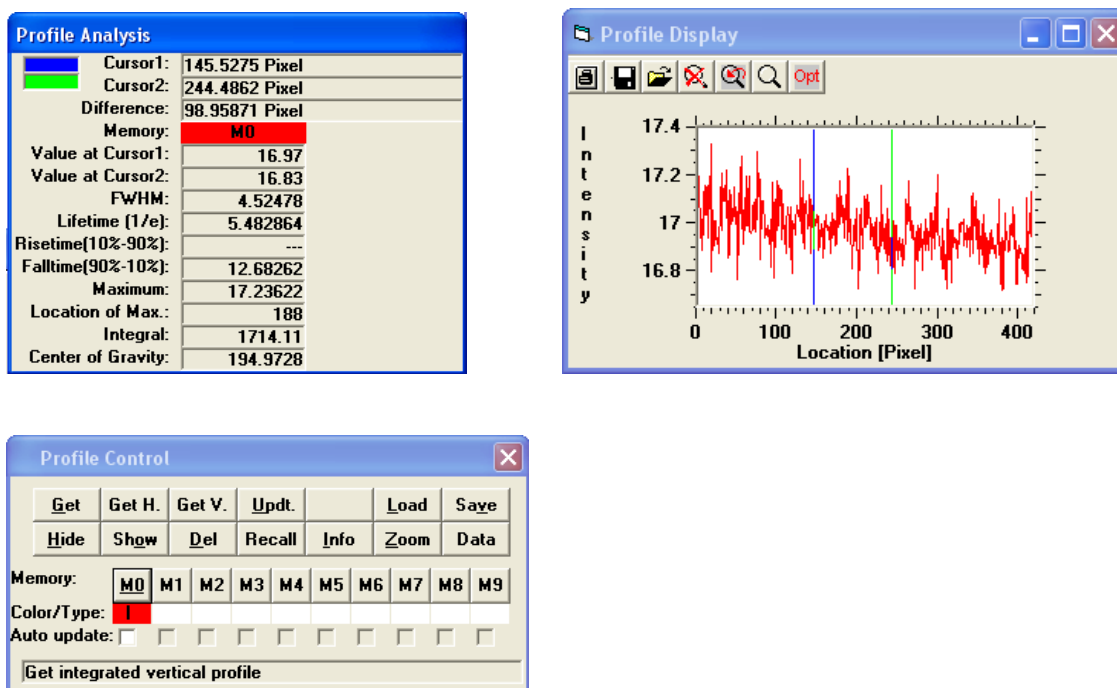 Profile Analysis
Cursor1: 145.5275 Pixel
Cursor2: 244.4862 Pixel
Difference: 98.95871 Pixel
Memory: M0
Value at Cursor1: 16.97
Value at Cursor2: 16.83
FWHM: 4.52478
Lifetime (1/e): 5.482864
Risetime(10%-90%): ---
Falltime(90%-10%): 12.68262
Maximum: 17.23622
Location of Max.: 188
Integral: 1714.11
Center of Gravity: 194.9728
Profile Display
Opt
Intensity
17.4
17.2
17
16.8
0 100 200 300 400
Location [Pixel]
Profile Control
Get Get H. Get V. Updt. Load Save
Hide Show Del Recall Info Zoom Data
Memory: M0 M1 M2 M3 M4 M5 M6 M7 M8 M9
Color/Type: I
Auto update:
Get integrated vertical profile